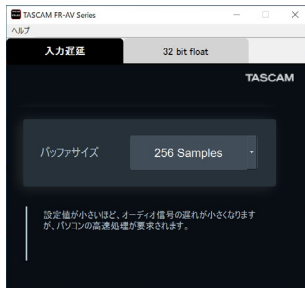 TASCAM FR-AV Series
ヘルプ
入力遅延
32 bit float
TASCAM
バッファサイズ
256 Samples
設定値が小さいほど、オーディオ信号の遅れが小さくなります
が、パソコンの高速処理が要求されます。